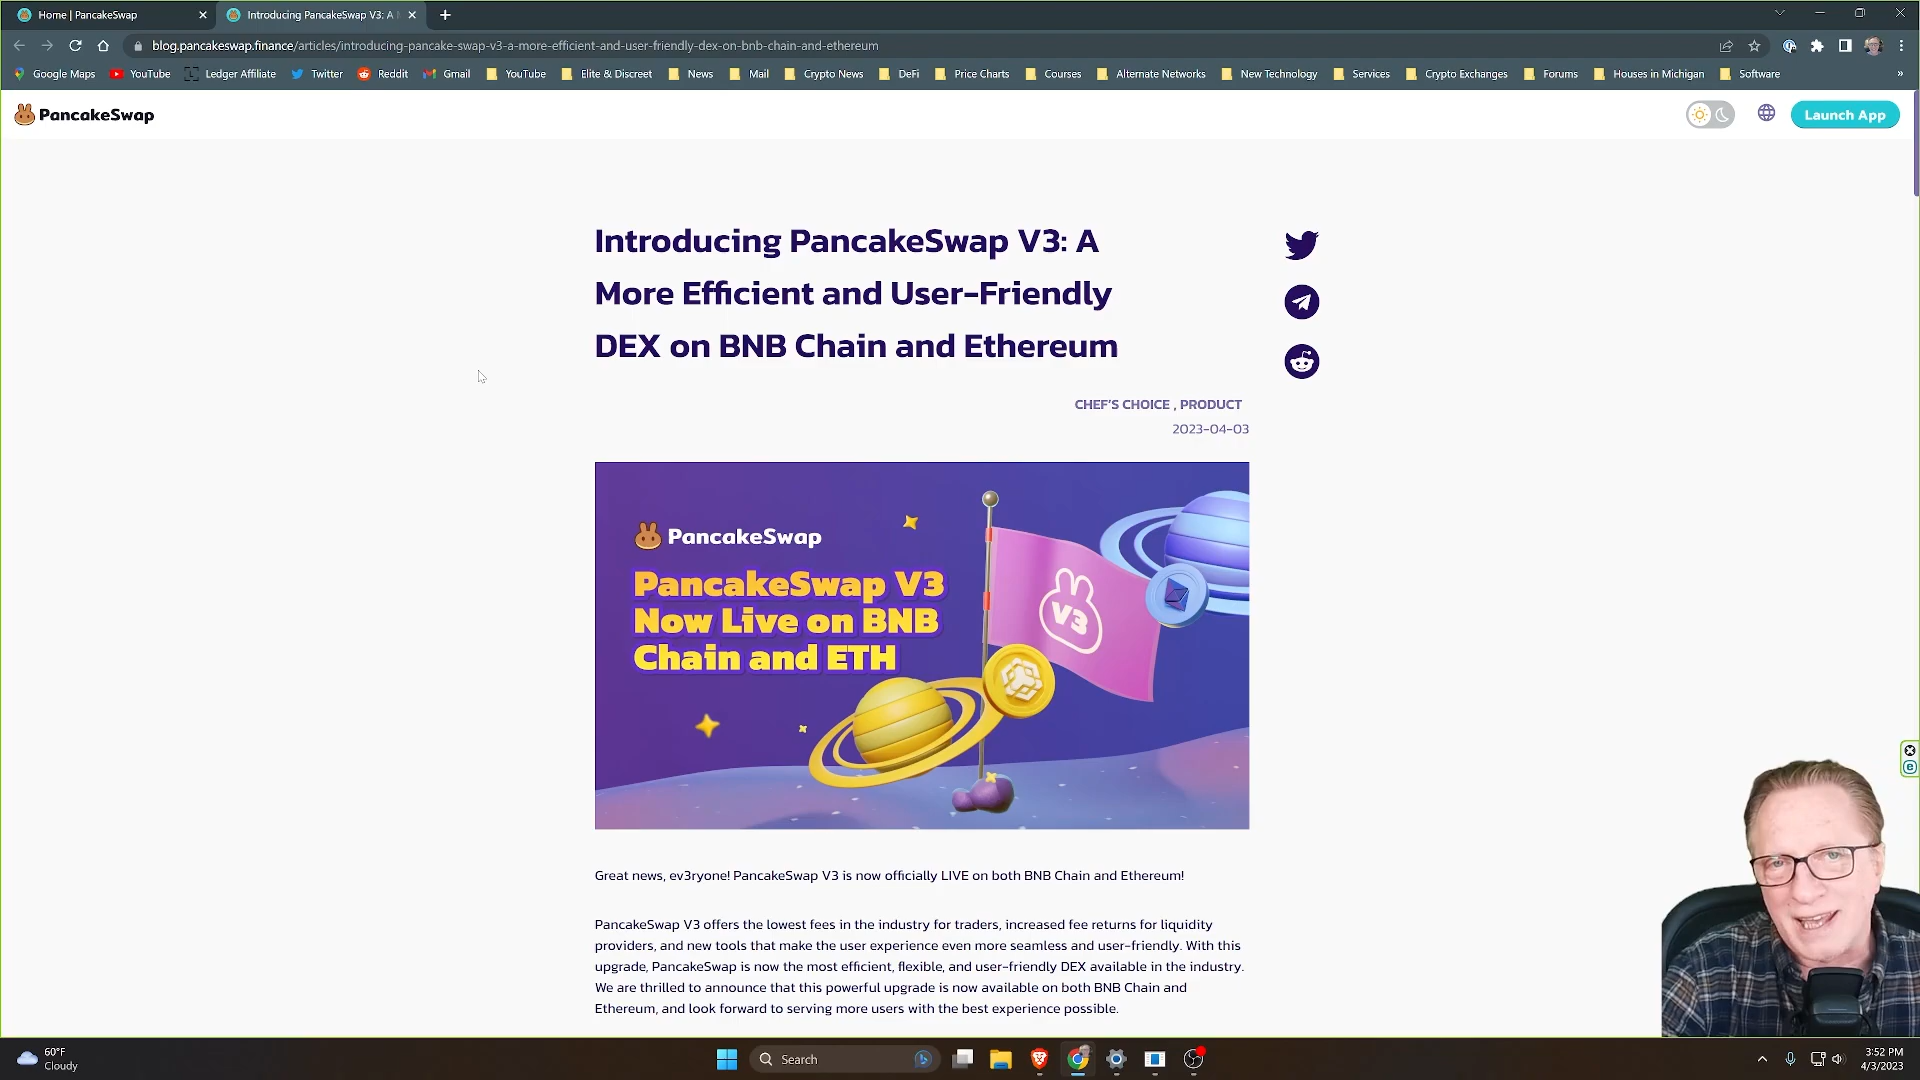 Home | PancakeSwap
Introducing PancakeSwap V3: A
blog.pancakeswap.finance/articles/introducing-pancake-swap-v3-a-more-efficient-and-user-friendly-dex-on-bnb-chain-and-ethereum
Google Maps YouTube Ledger Affiliate Twitter Reddit Gmail YouTube Elite & Discreet News Mail Crypto News DeFi Price Charts Courses Alternate Networks New Technology Services Crypto Exchanges Forums Houses in Michigan Software »
PancakeSwap
Launch App
Introducing PancakeSwap V3: A
More Efficient and User-Friendly
DEX on BNB Chain and Ethereum
CHEF'S CHOICE , PRODUCT
2023-04-03
PancakeSwap
PancakeSwap V3
Now Live on BNB
Chain and ETH
V3
Great news, ev3ryone! PancakeSwap V3 is now officially LIVE on both BNB Chain and Ethereum!
PancakeSwap V3 offers the lowest fees in the industry for traders, increased fee returns for liquidity
providers, and new tools that make the user experience even more seamless and user-friendly. With this
upgrade, PancakeSwap is now the most efficient, flexible, and user-friendly DEX available in the industry.
We are thrilled to announce that this powerful upgrade is now available on both BNB Chain and
Ethereum, and look forward to serving more users with the best experience possible.
60°F
Cloudy
Search
3:52 PM
4/3/2023